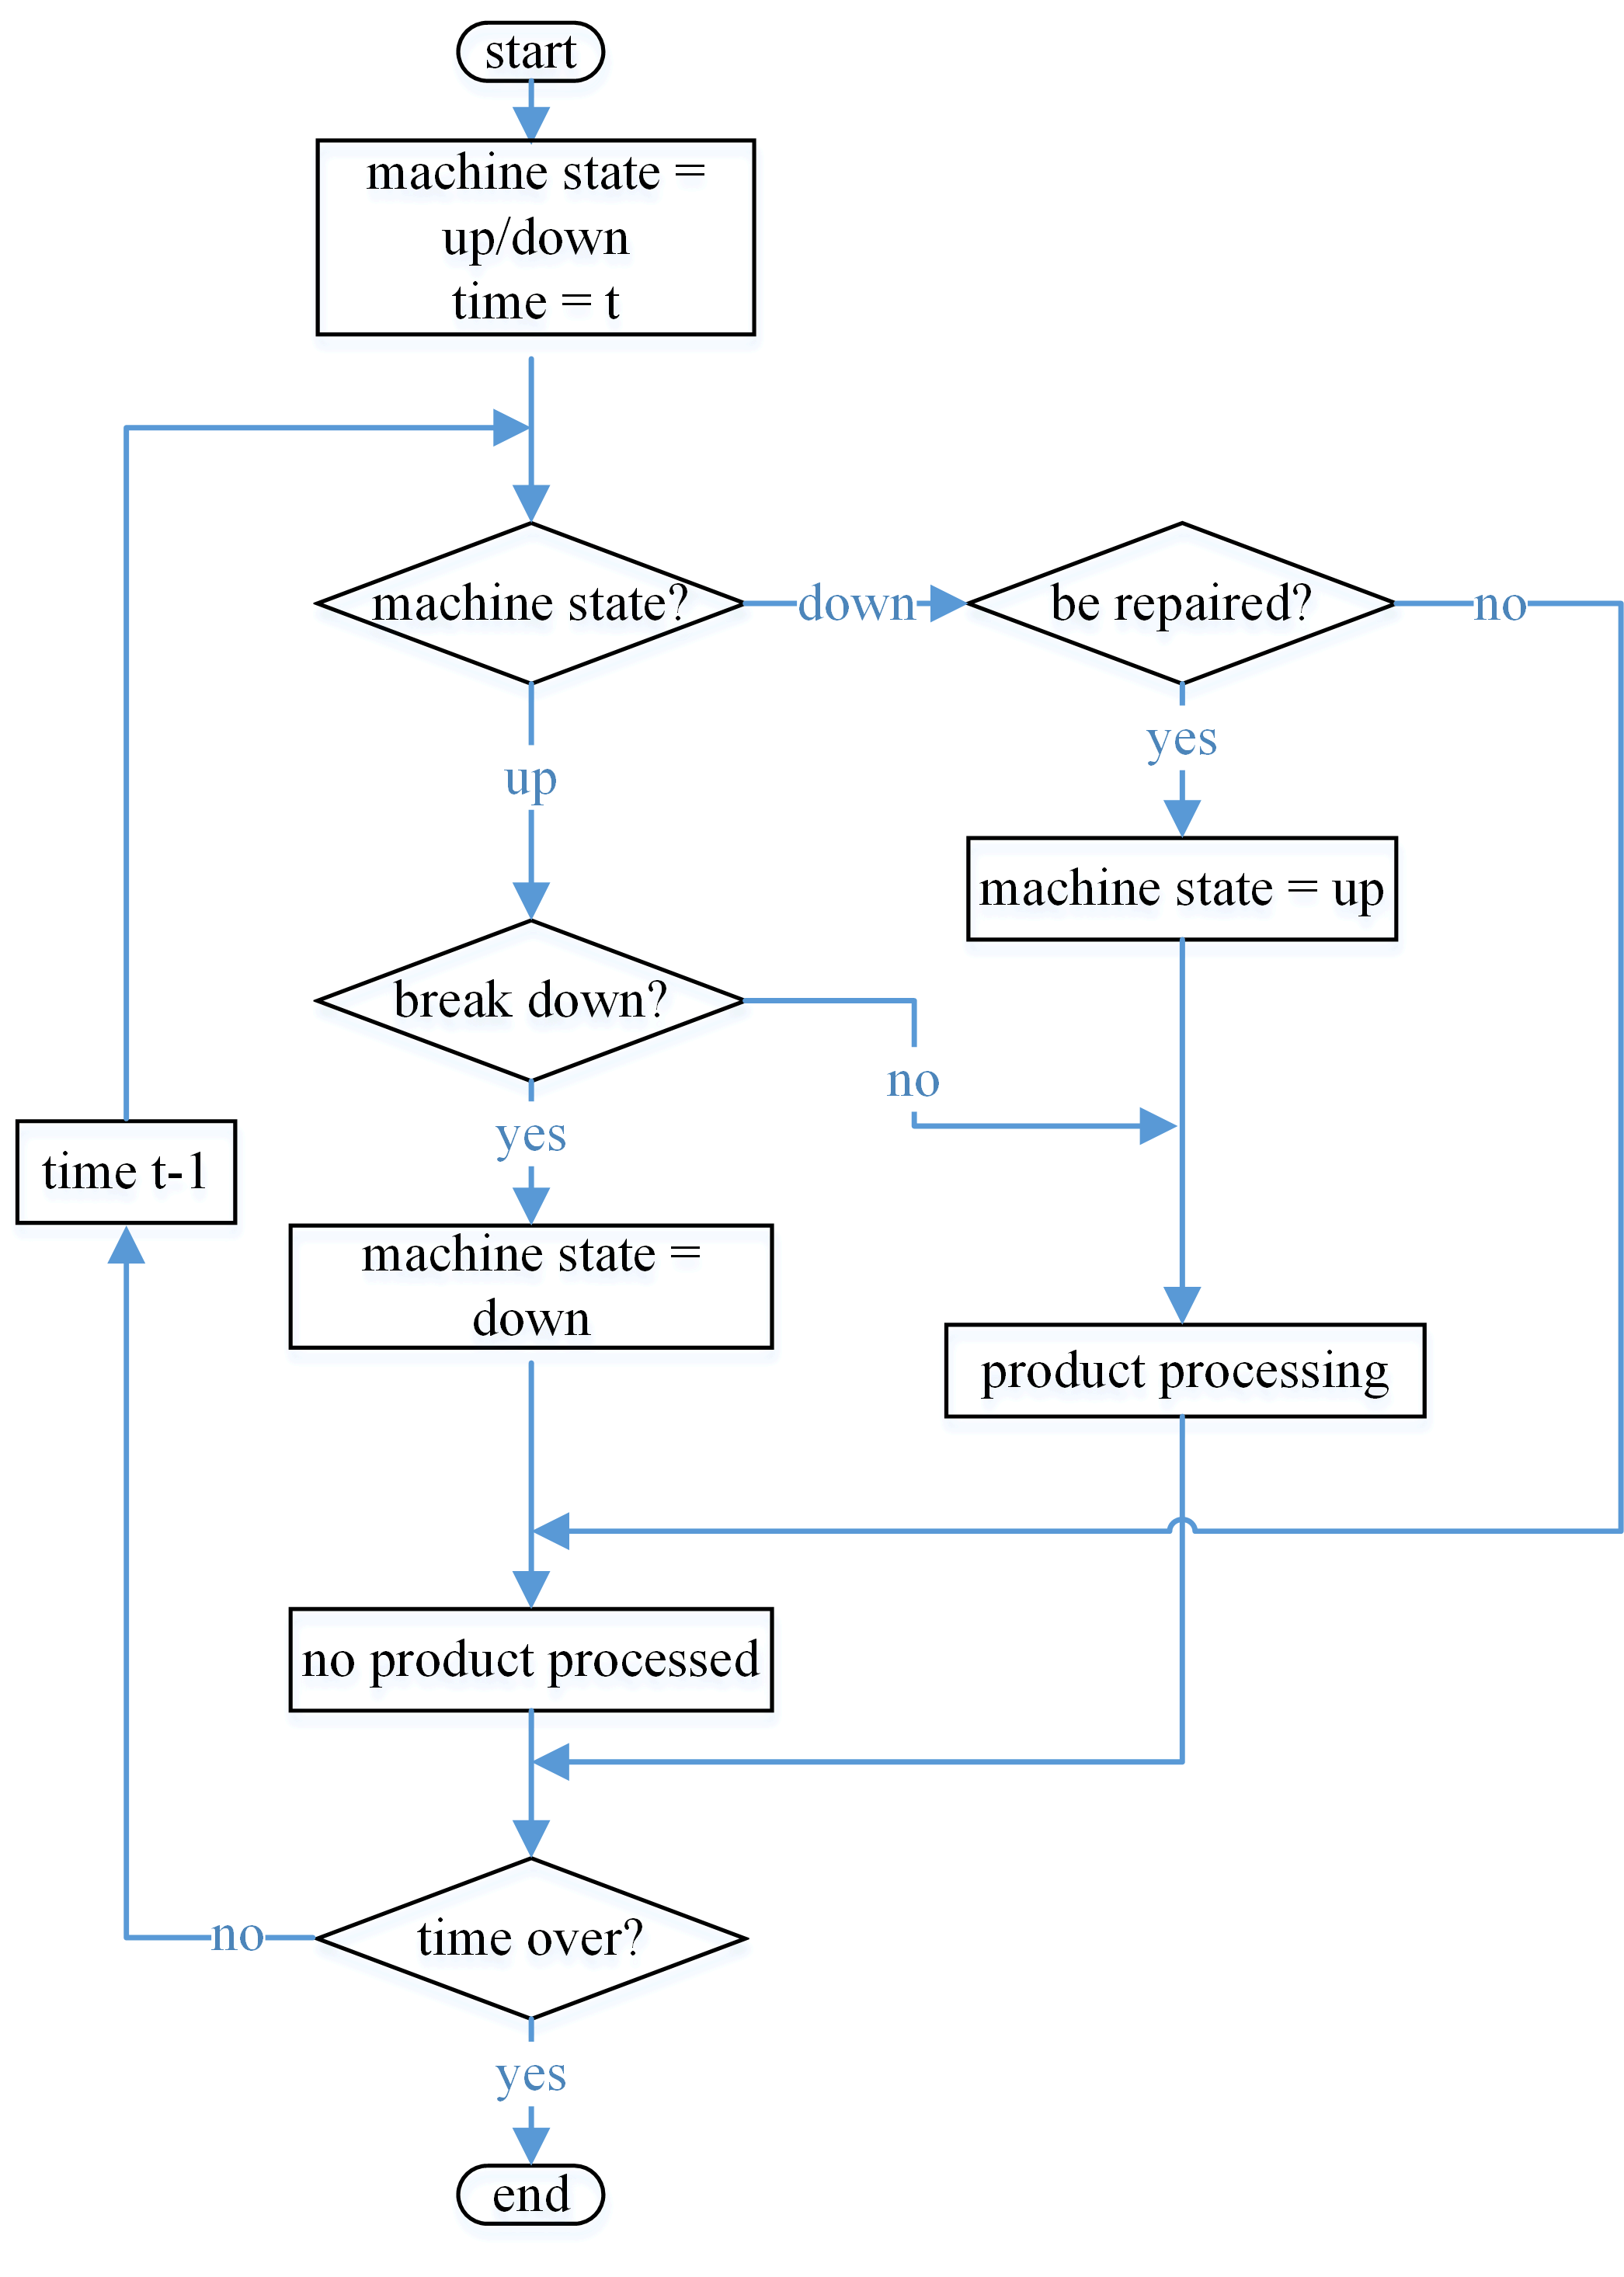 start
machine state =
up/down
time = t
machine state?
down
be repaired?
no
yes
up
machine state = up
break down?
no
yes
time t-1
machine state =
down
product processing
no product processed
time over?
no
yes
end